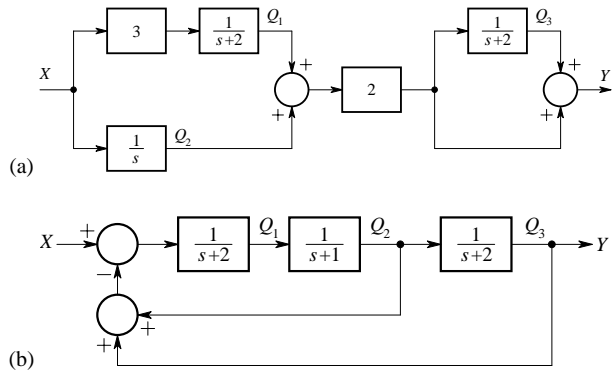 Q₁ Q₃
3 1/(s+2) 1/(s+2)
X + + Y
2
+ +
1/s Q₂
(a)
X + 1/(s+2) Q₁ 1/(s+1) Q₂ 1/(s+2) Q₃ Y
−
+ +
(b)